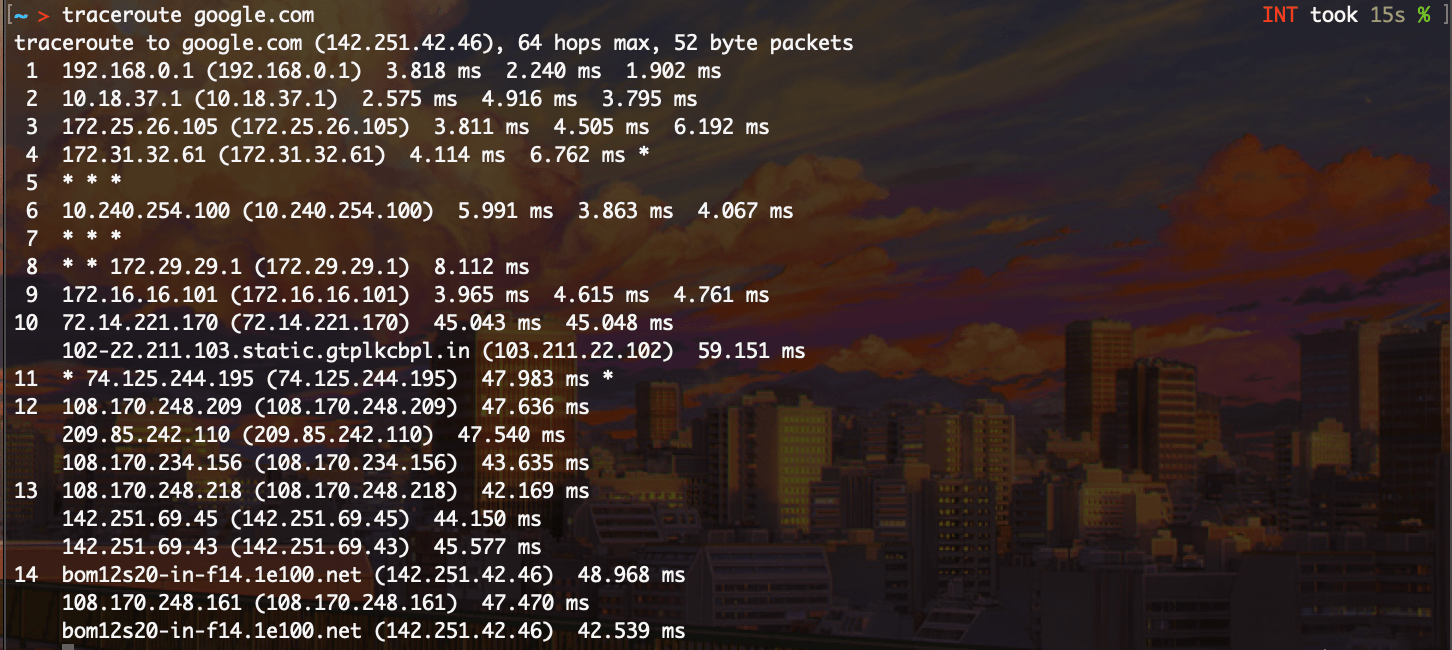 [~ > traceroute google.com INT took 15s % ]
traceroute to google.com (142.251.42.46), 64 hops max, 52 byte packets
1 192.168.0.1 (192.168.0.1) 3.818 ms 2.240 ms 1.902 ms
2 10.18.37.1 (10.18.37.1) 2.575 ms 4.916 ms 3.795 ms
3 172.25.26.105 (172.25.26.105) 3.811 ms 4.505 ms 6.192 ms
4 172.31.32.61 (172.31.32.61) 4.114 ms 6.762 ms *
5 * * *
6 10.240.254.100 (10.240.254.100) 5.991 ms 3.863 ms 4.067 ms
7 * * *
8 * * 172.29.29.1 (172.29.29.1) 8.112 ms
9 172.16.16.101 (172.16.16.101) 3.965 ms 4.615 ms 4.761 ms
10 72.14.221.170 (72.14.221.170) 45.043 ms 45.048 ms
102-22.211.103.static.gtplkcbpl.in (103.211.22.102) 59.151 ms
11 * 74.125.244.195 (74.125.244.195) 47.983 ms *
12 108.170.248.209 (108.170.248.209) 47.636 ms
209.85.242.110 (209.85.242.110) 47.540 ms
108.170.234.156 (108.170.234.156) 43.635 ms
13 108.170.248.218 (108.170.248.218) 42.169 ms
142.251.69.45 (142.251.69.45) 44.150 ms
142.251.69.43 (142.251.69.43) 45.577 ms
14 bom12s20-in-f14.1e100.net (142.251.42.46) 48.968 ms
108.170.248.161 (108.170.248.161) 47.470 ms
bom12s20-in-f14.1e100.net (142.251.42.46) 42.539 ms